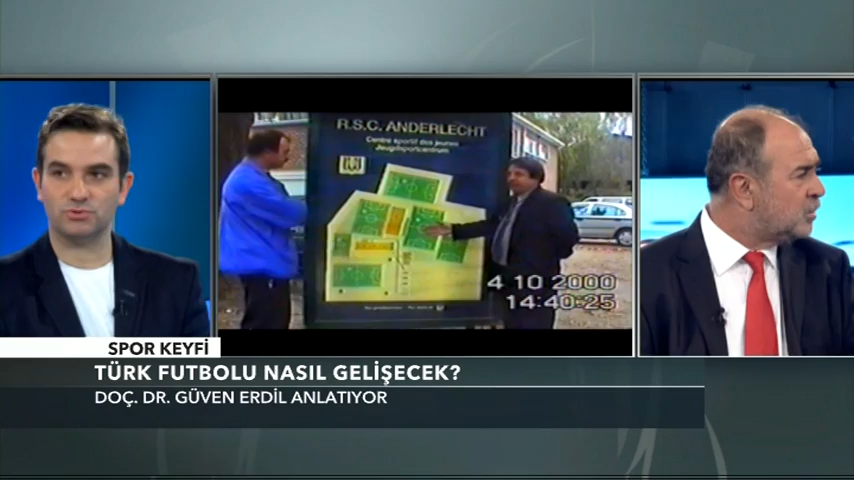 R.S.C. ANDERLECHT
Centre sportif des jeunes
Jeugdsportcentrum
4 10 2000
14:40:25
SPOR KEYFİ
TÜRK FUTBOLU NASIL GELİŞECEK?
DOÇ. DR. GÜVEN ERDİL ANLATIYOR